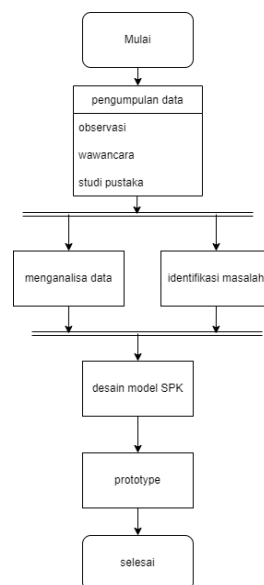 Mulai
pengumpulan data
observasi
wawancara
studi pustaka
menganalisa data
identifikasi masalah
desain model SPK
prototype
selesai